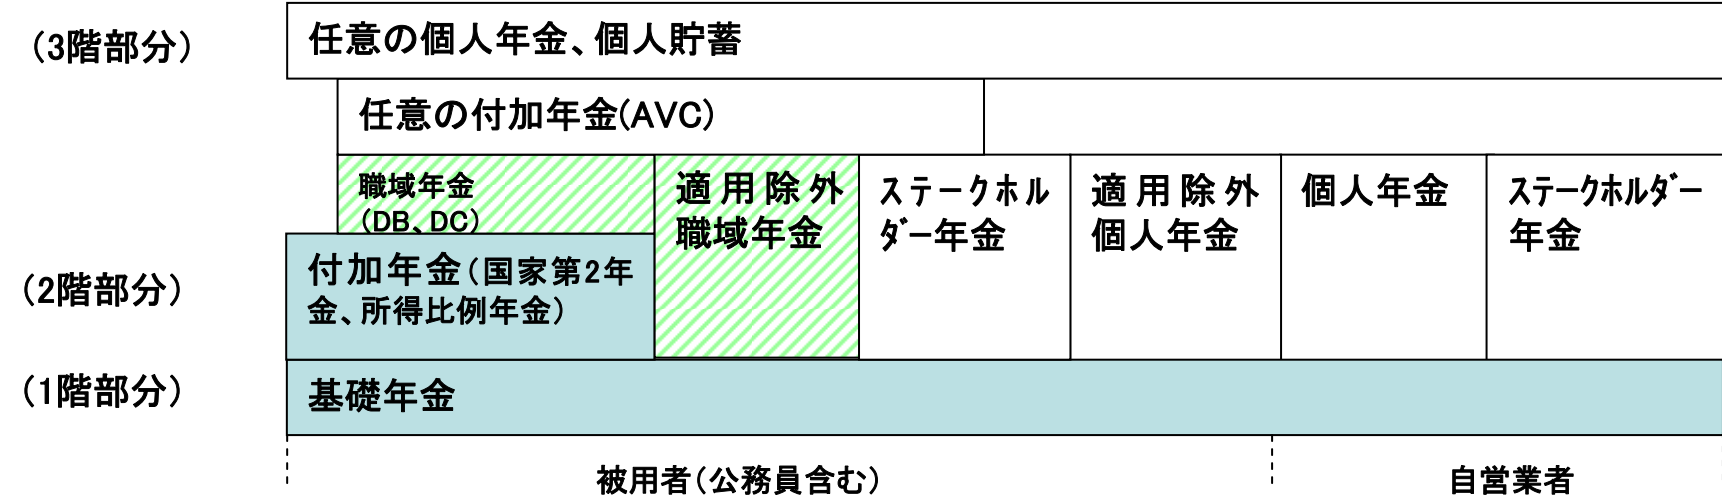 （3階部分）
任意の個人年金、個人貯蓄
任意の付加年金(AVC)
職域年金
（DB、DC）
適用除外
職域年金
ステークホル
ダー年金
適用除外
個人年金
個人年金
ステークホルダー
年金
（2階部分）
付加年金（国家第2年
金、所得比例年金）
（1階部分）
基礎年金
被用者（公務員含む）
自営業者